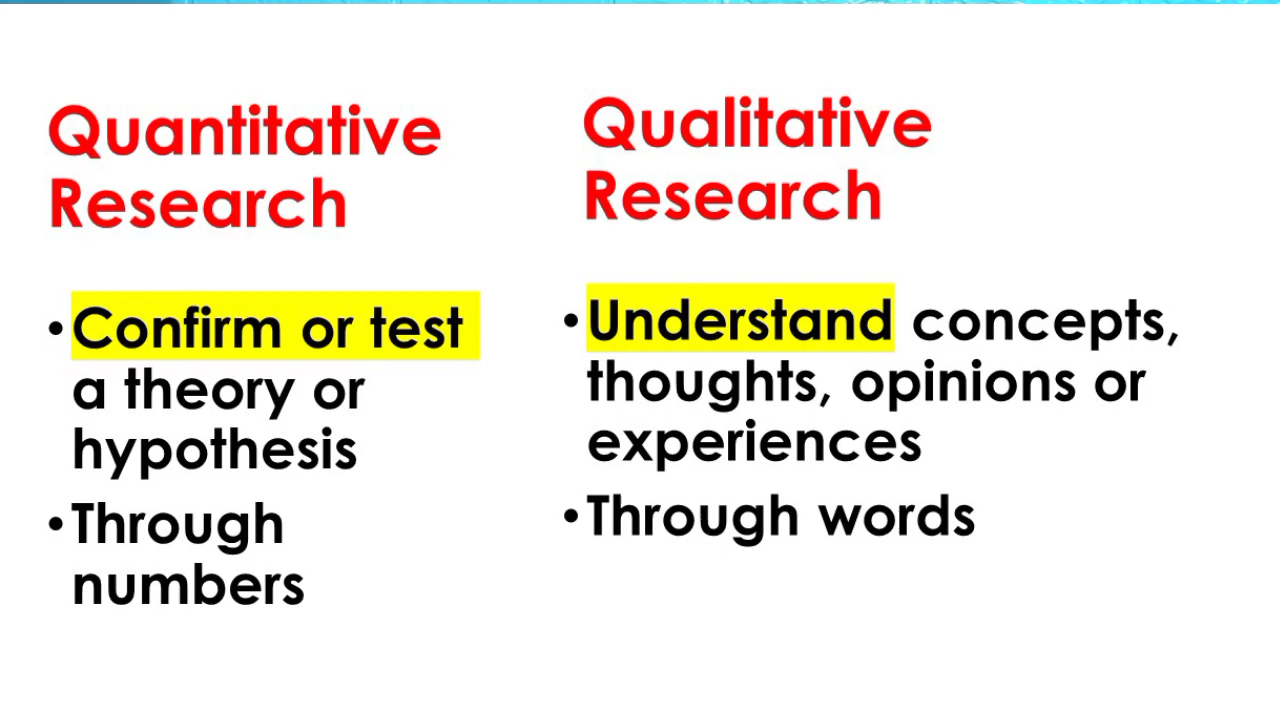 Quantitative
Research
• Confirm or test
a theory or
hypothesis
• Through
numbers
Qualitative
Research
• Understand concepts,
thoughts, opinions or
experiences
• Through words